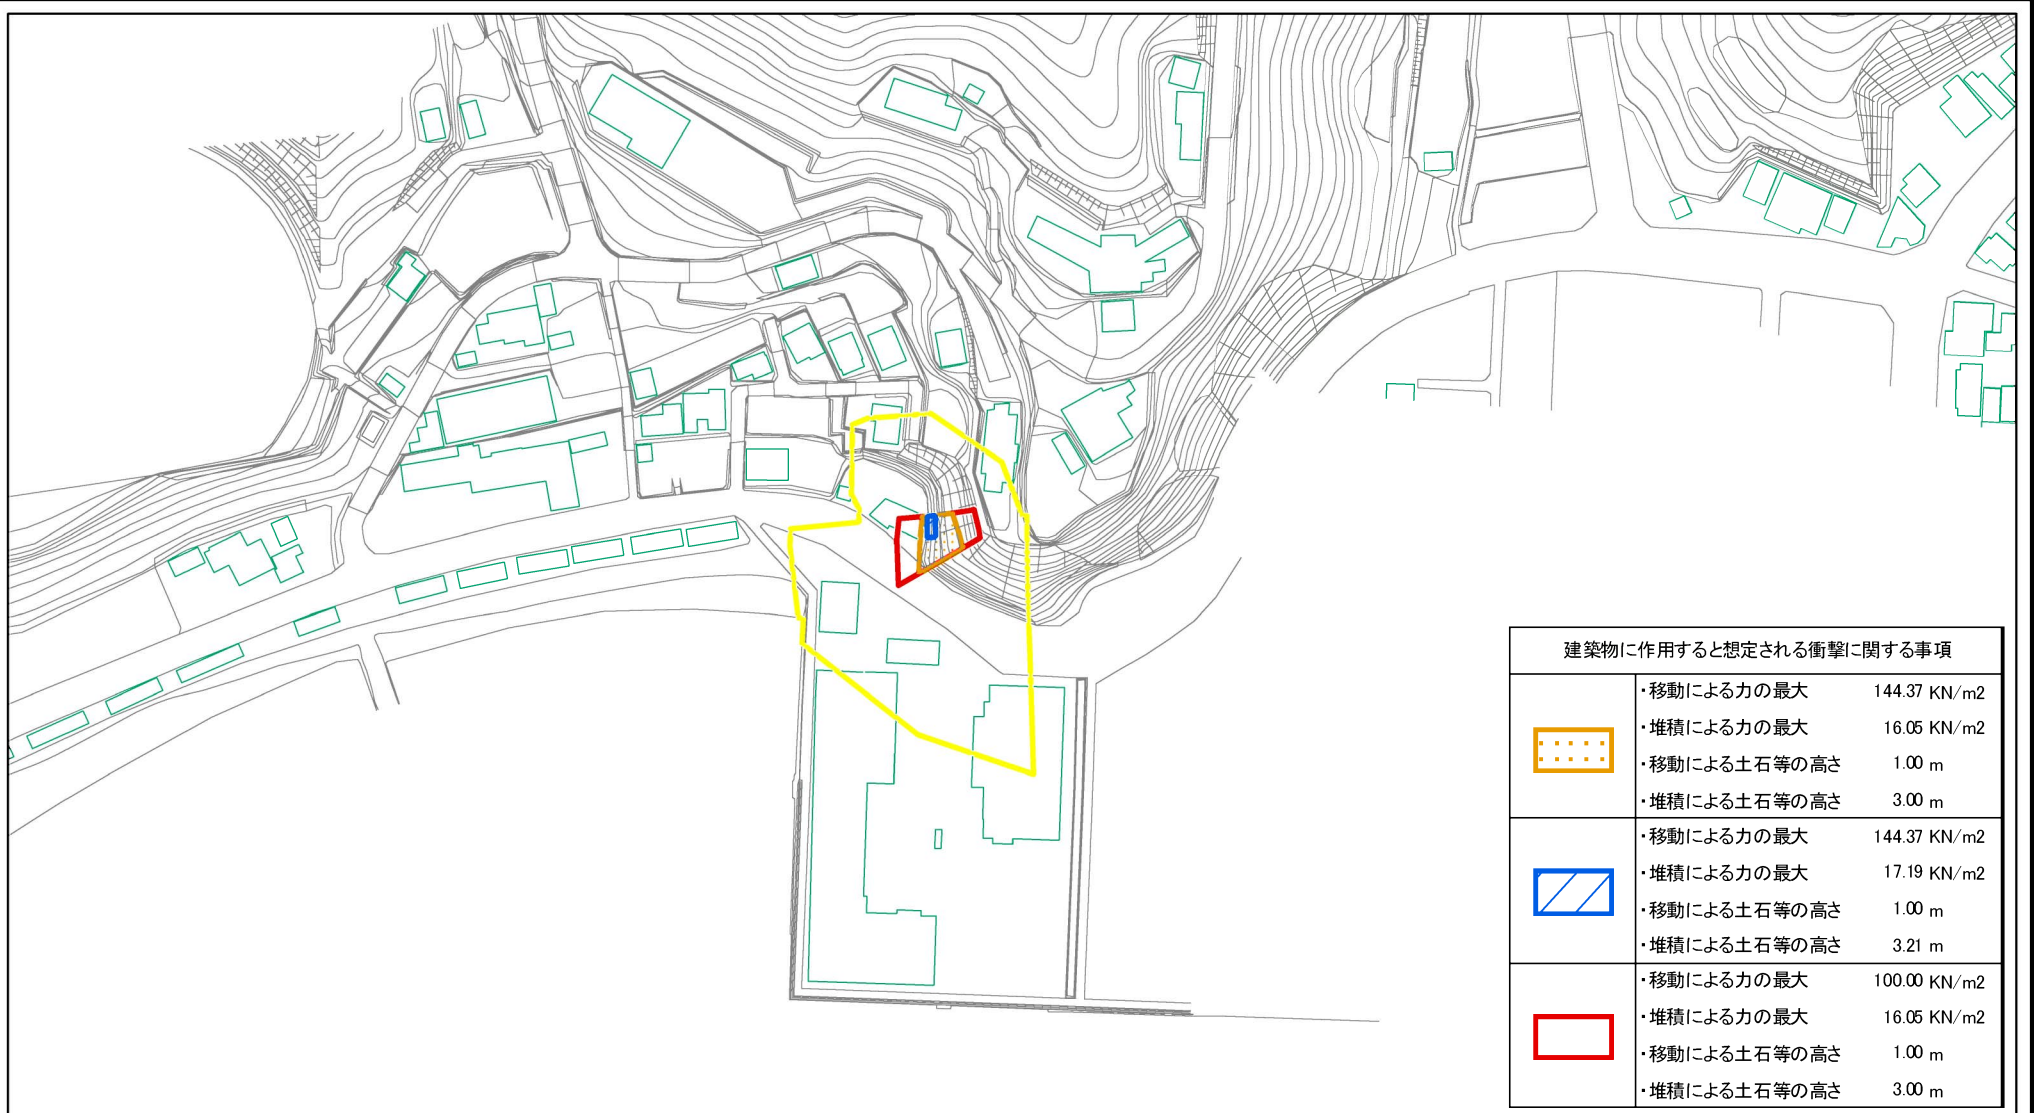 建築物に作用すると想定される衝撃に関する事項
・移動による力の最大 144.37 KN/m2
・堆積による力の最大 16.05 KN/m2
・移動による土石等の高さ 1.00 m
・堆積による土石等の高さ 3.00 m
・移動による力の最大 144.37 KN/m2
・堆積による力の最大 17.19 KN/m2
・移動による土石等の高さ 1.00 m
・堆積による土石等の高さ 3.21 m
・移動による力の最大 100.00 KN/m2
・堆積による力の最大 16.05 KN/m2
・移動による土石等の高さ 1.00 m
・堆積による土石等の高さ 3.00 m